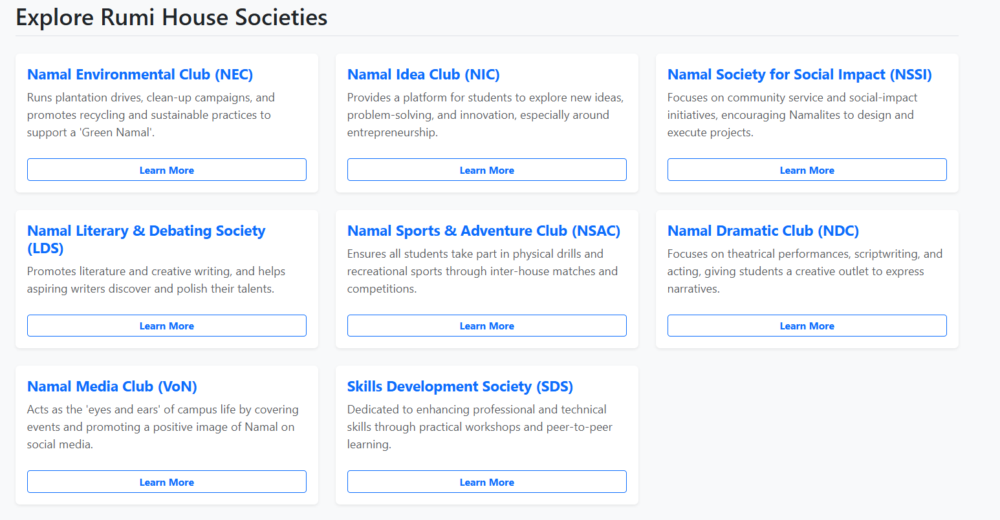 Explore Rumi House Societies
Namal Environmental Club (NEC)
Runs plantation drives, clean-up campaigns, and
promotes recycling and sustainable practices to
support a 'Green Namal'.
Learn More
Namal Idea Club (NIC)
Provides a platform for students to explore new ideas,
problem-solving, and innovation, especially around
entrepreneurship.
Learn More
Namal Society for Social Impact (NSSI)
Focuses on community service and social-impact
initiatives, encouraging Namalites to design and
execute projects.
Learn More
Namal Literary & Debating Society
(LDS)
Promotes literature and creative writing, and helps
aspiring writers discover and polish their talents.
Learn More
Namal Sports & Adventure Club (NSAC)
Ensures all students take part in physical drills and
recreational sports through inter-house matches and
competitions.
Learn More
Namal Dramatic Club (NDC)
Focuses on theatrical performances, scriptwriting, and
acting, giving students a creative outlet to express
narratives.
Learn More
Namal Media Club (VoN)
Acts as the 'eyes and ears' of campus life by covering
events and promoting a positive image of Namal on
social media.
Learn More
Skills Development Society (SDS)
Dedicated to enhancing professional and technical
skills through practical workshops and peer-to-peer
learning.
Learn More